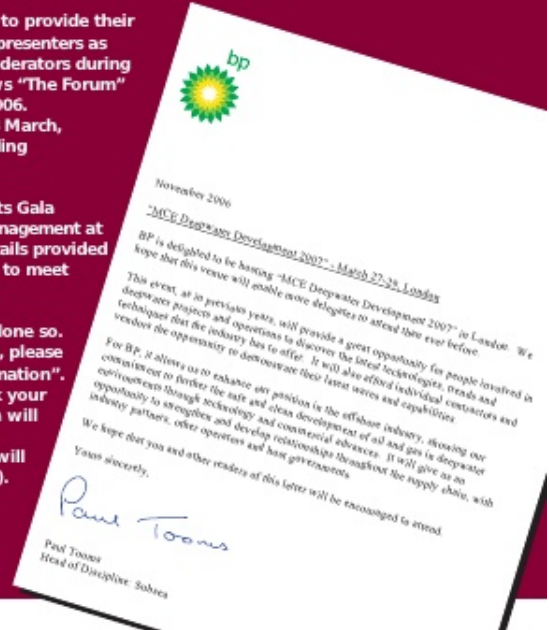 to provide their
presenters as
derators during
s “The Forum”
06.
March,
ing
ts Gala
nagement at
ails provided
to meet
one so.
, please
nation”.
your
will
will
).
bp
November 2006
"MCE Deepwater Development 2007" - March 27-29, London
BP is delighted to be hosting "MCE Deepwater Development 2007" in London. We
hope that this venue will enable more delegates to attend then ever before.
This event, as in previous years, will provide a great opportunity for people involved in
deepwater projects and operations to discover the latest technologies, trends and
techniques that the industry has to offer. It will also afford individual contractors and
vendors the opportunity to demonstrate their latest wares and capabilities.
For Bp, it allows us to enhance our position in the offshore industry, showing our
commitment to further the safe and clean development of oil and gas in deepwater
environments through technology and commercial advances. It will give us an
opportunity to strengthen and develop relationships throughout the supply chain, with
industry partners, other operators and host governments.
We hope that you and other readers of this letter will be encouraged to attend.
Yours sincerely,
Paul Tooms
Paul Tooms
Head of Discipline: Subsea